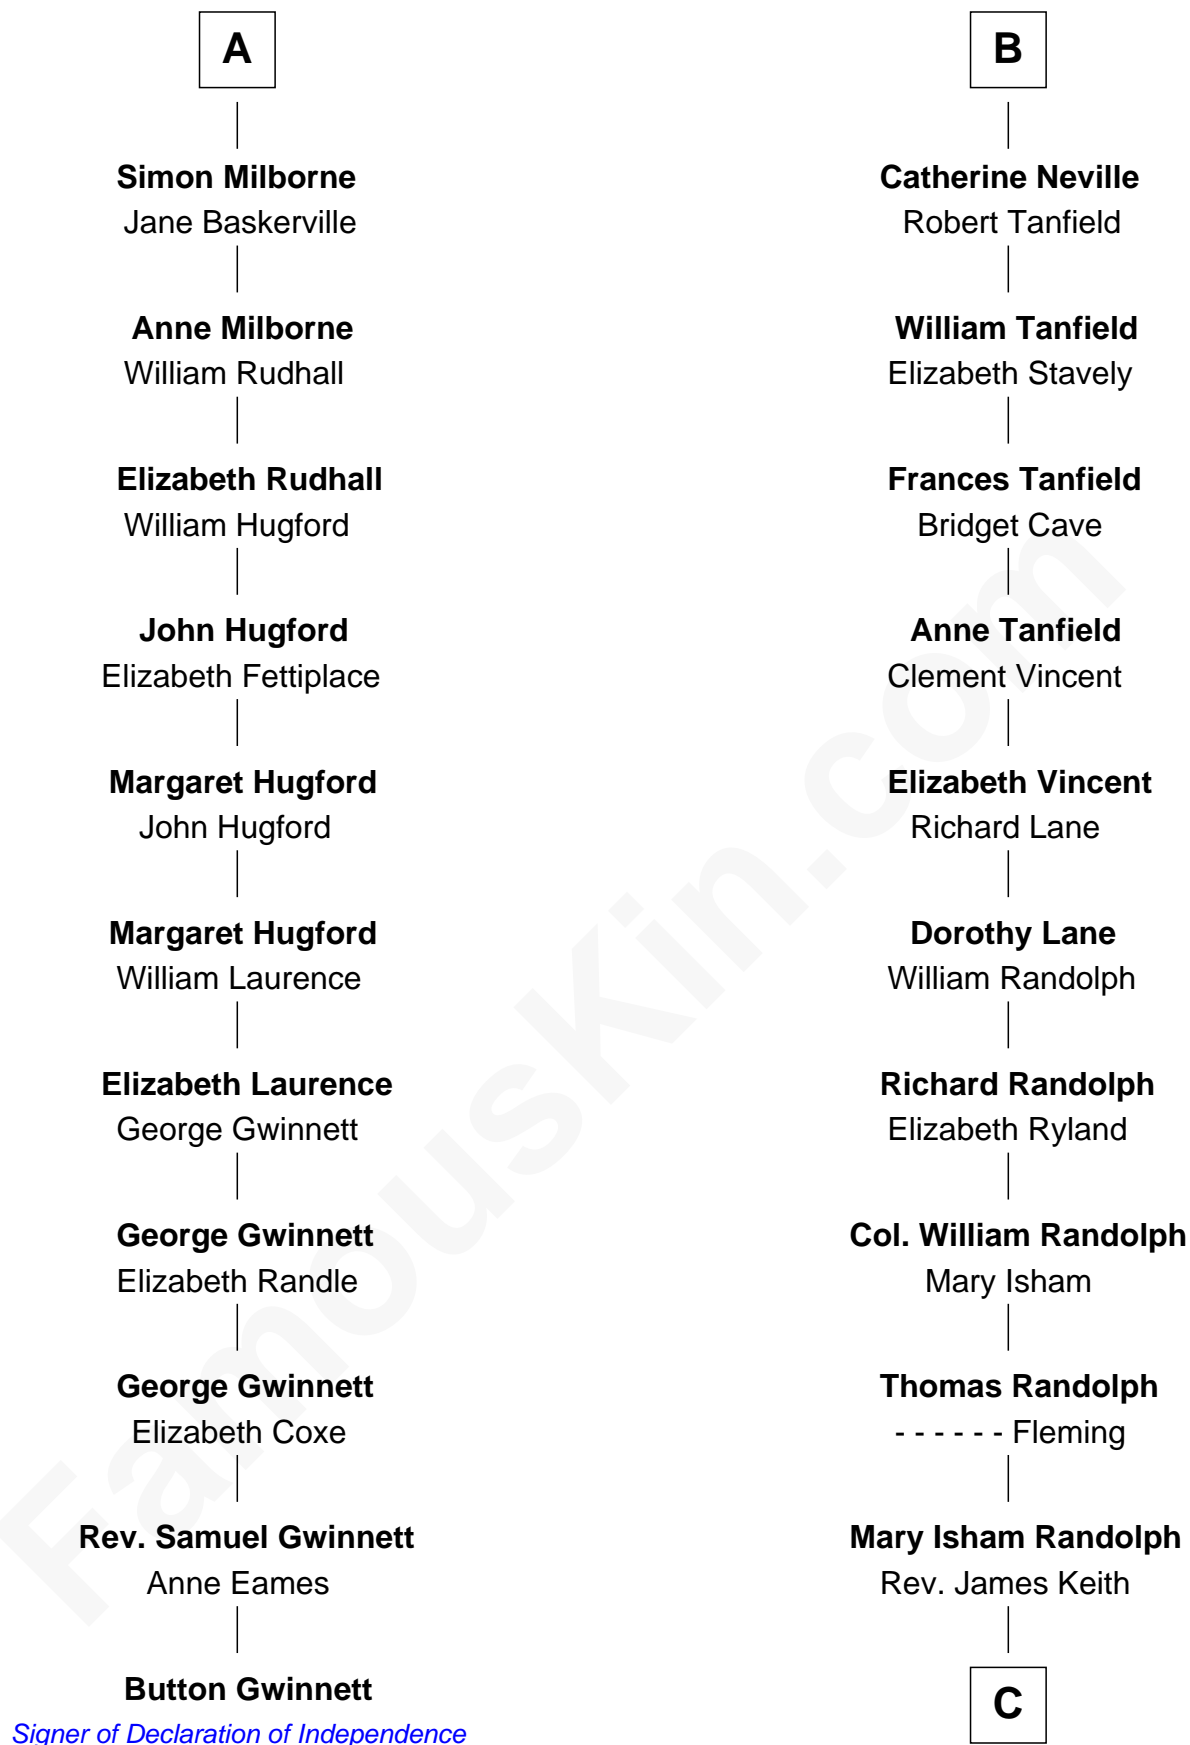 A
Simon Milborne
Jane Baskerville
Anne Milborne
William Rudhall
Elizabeth Rudhall
William Hugford
John Hugford
Elizabeth Fettiplace
Margaret Hugford
John Hugford
Margaret Hugford
William Laurence
Elizabeth Laurence
George Gwinnett
George Gwinnett
Elizabeth Randle
George Gwinnett
Elizabeth Coxe
Rev. Samuel Gwinnett
Anne Eames
Button Gwinnett
Signer of Declaration of Independence
B
Catherine Neville
Robert Tanfield
William Tanfield
Elizabeth Stavely
Frances Tanfield
Bridget Cave
Anne Tanfield
Clement Vincent
Elizabeth Vincent
Richard Lane
Dorothy Lane
William Randolph
Richard Randolph
Elizabeth Ryland
Col. William Randolph
Mary Isham
Thomas Randolph
- - - - - - Fleming
Mary Isham Randolph
Rev. James Keith
C
FamousKin.com